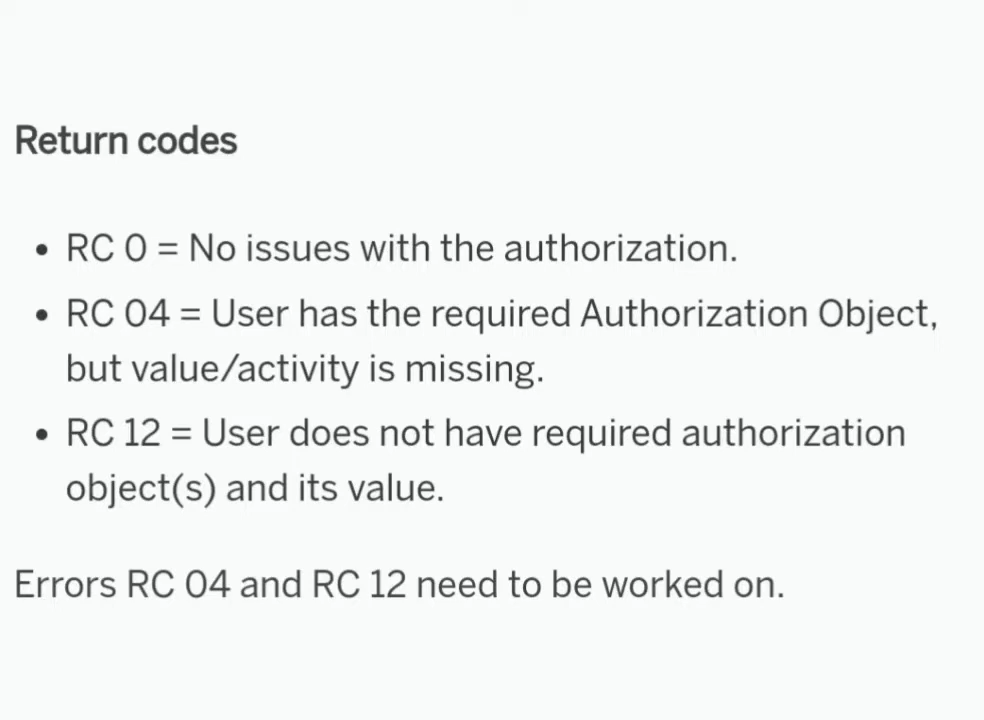 Return codes
• RC 0 = No issues with the authorization.
• RC 04 = User has the required Authorization Object,
but value/activity is missing.
• RC 12 = User does not have required authorization
object(s) and its value.
Errors RC 04 and RC 12 need to be worked on.